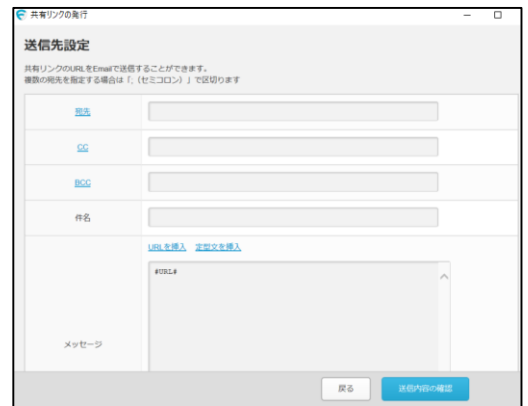 共有リンクの発行
送信先設定
共有リンクのURLをEmailで送信することができます。
複数の宛先を指定する場合は「;（セミコロン）」で区切ります
宛先
CC
BCC
件名
URLを挿入 定型文を挿入
#URL#
メッセージ
戻る 送信内容の確認